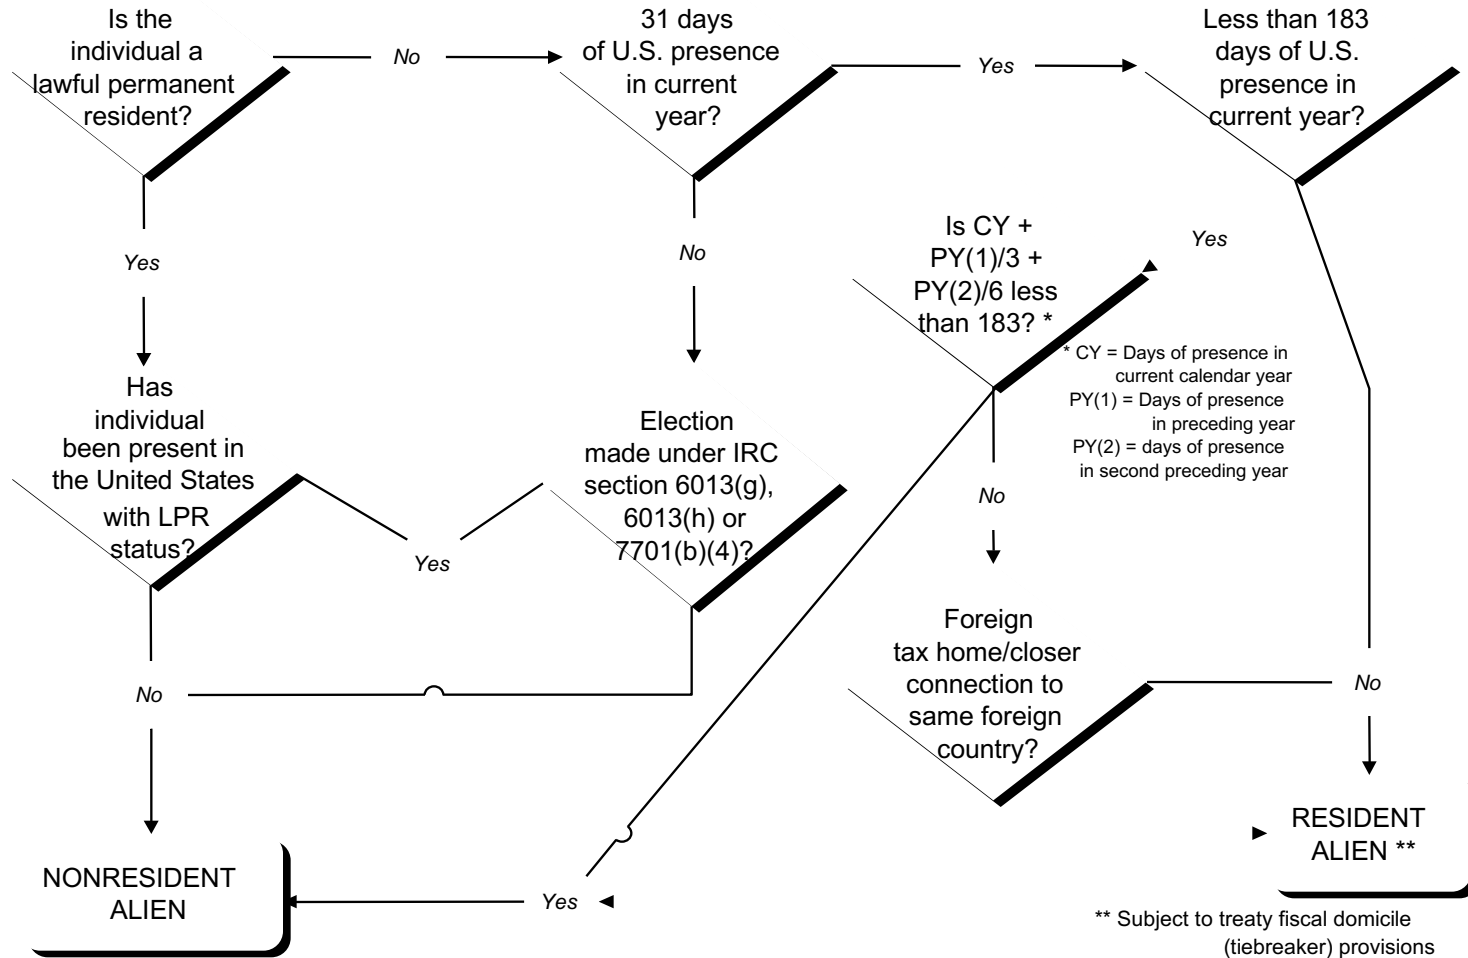 Is the
individual a
lawful permanent
resident?
No
31 days
of U.S. presence
in current
year?
Yes
Less than 183
days of U.S.
presence in
current year?
Yes
No
Is CY +
PY(1)/3 +
PY(2)/6 less
than 183? *
Yes
* CY = Days of presence in
current calendar year
PY(1) = Days of presence
in preceding year
PY(2) = days of presence
in second preceding year
Has
individual
been present in
the United States
with LPR
status?
Yes
Election
made under IRC
section 6013(g),
6013(h) or
7701(b)(4)?
No
Foreign
tax home/closer
connection to
same foreign
country?
No
No
NONRESIDENT
ALIEN
Yes
RESIDENT
ALIEN **
** Subject to treaty fiscal domicile
(tiebreaker) provisions